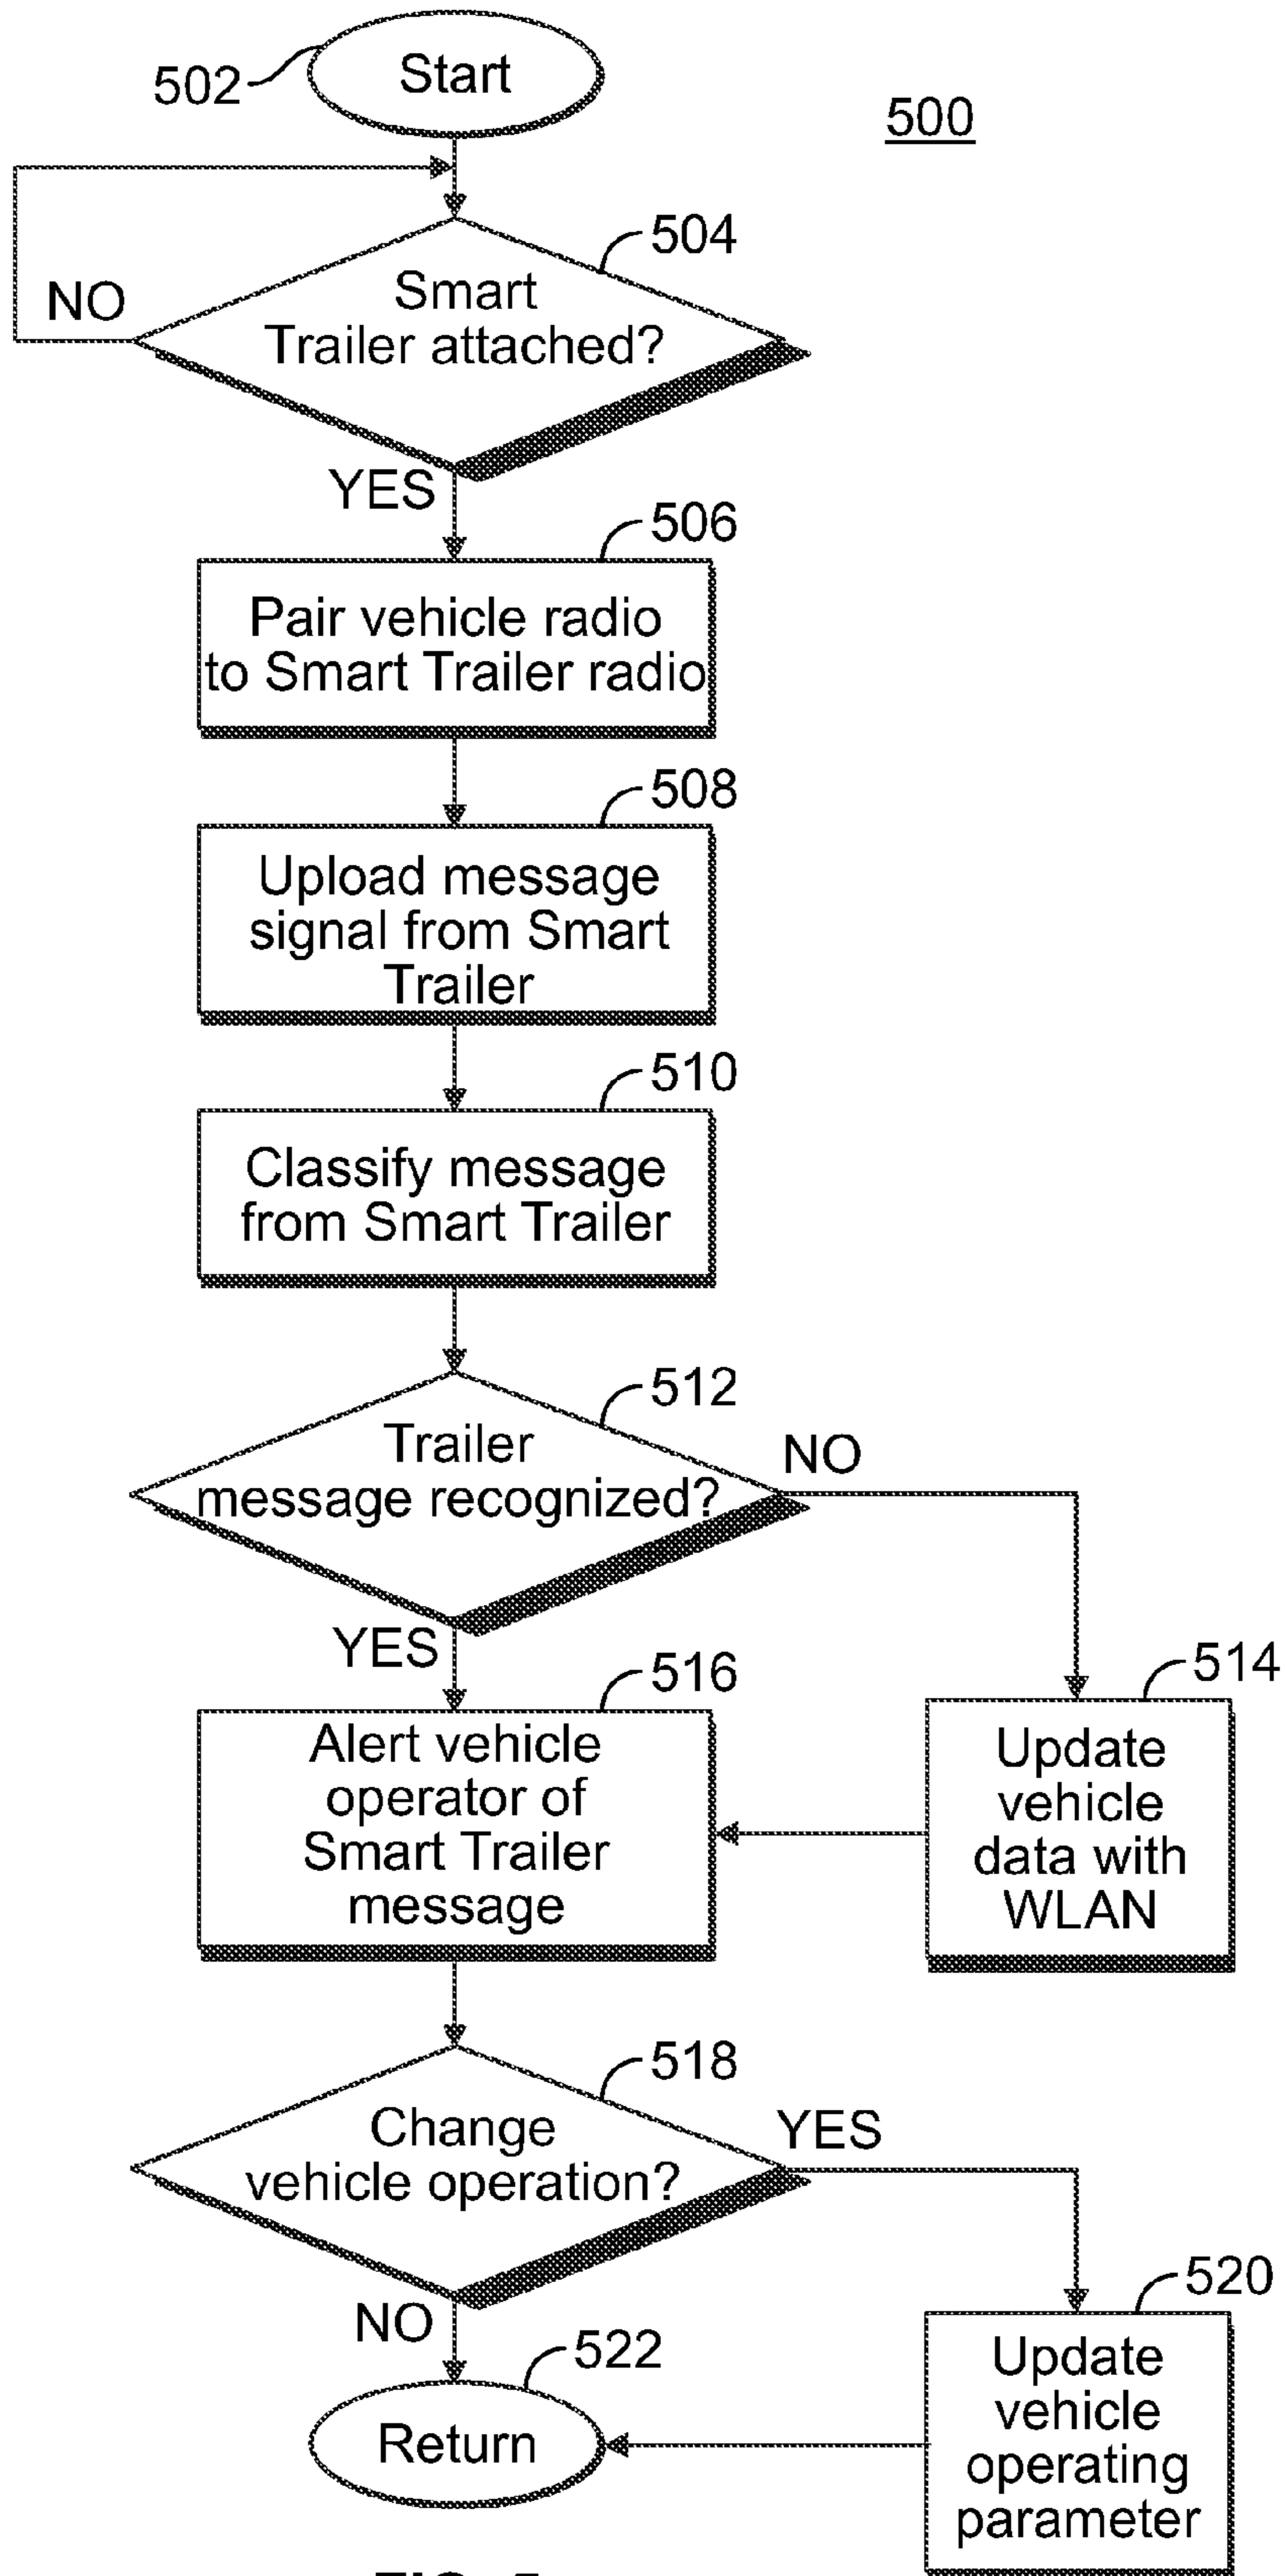 Start
502
500
504
Smart
Trailer attached?
NO
YES
506
Pair vehicle radio
to Smart Trailer radio
508
Upload message
signal from Smart
Trailer
510
Classify message
from Smart Trailer
512
Trailer
message recognized?
NO
YES
514
516
Alert vehicle
operator of
Smart Trailer
message
Update
vehicle
data with
WLAN
518
Change
vehicle operation?
YES
NO
520
522
Return
Update
vehicle
operating
parameter